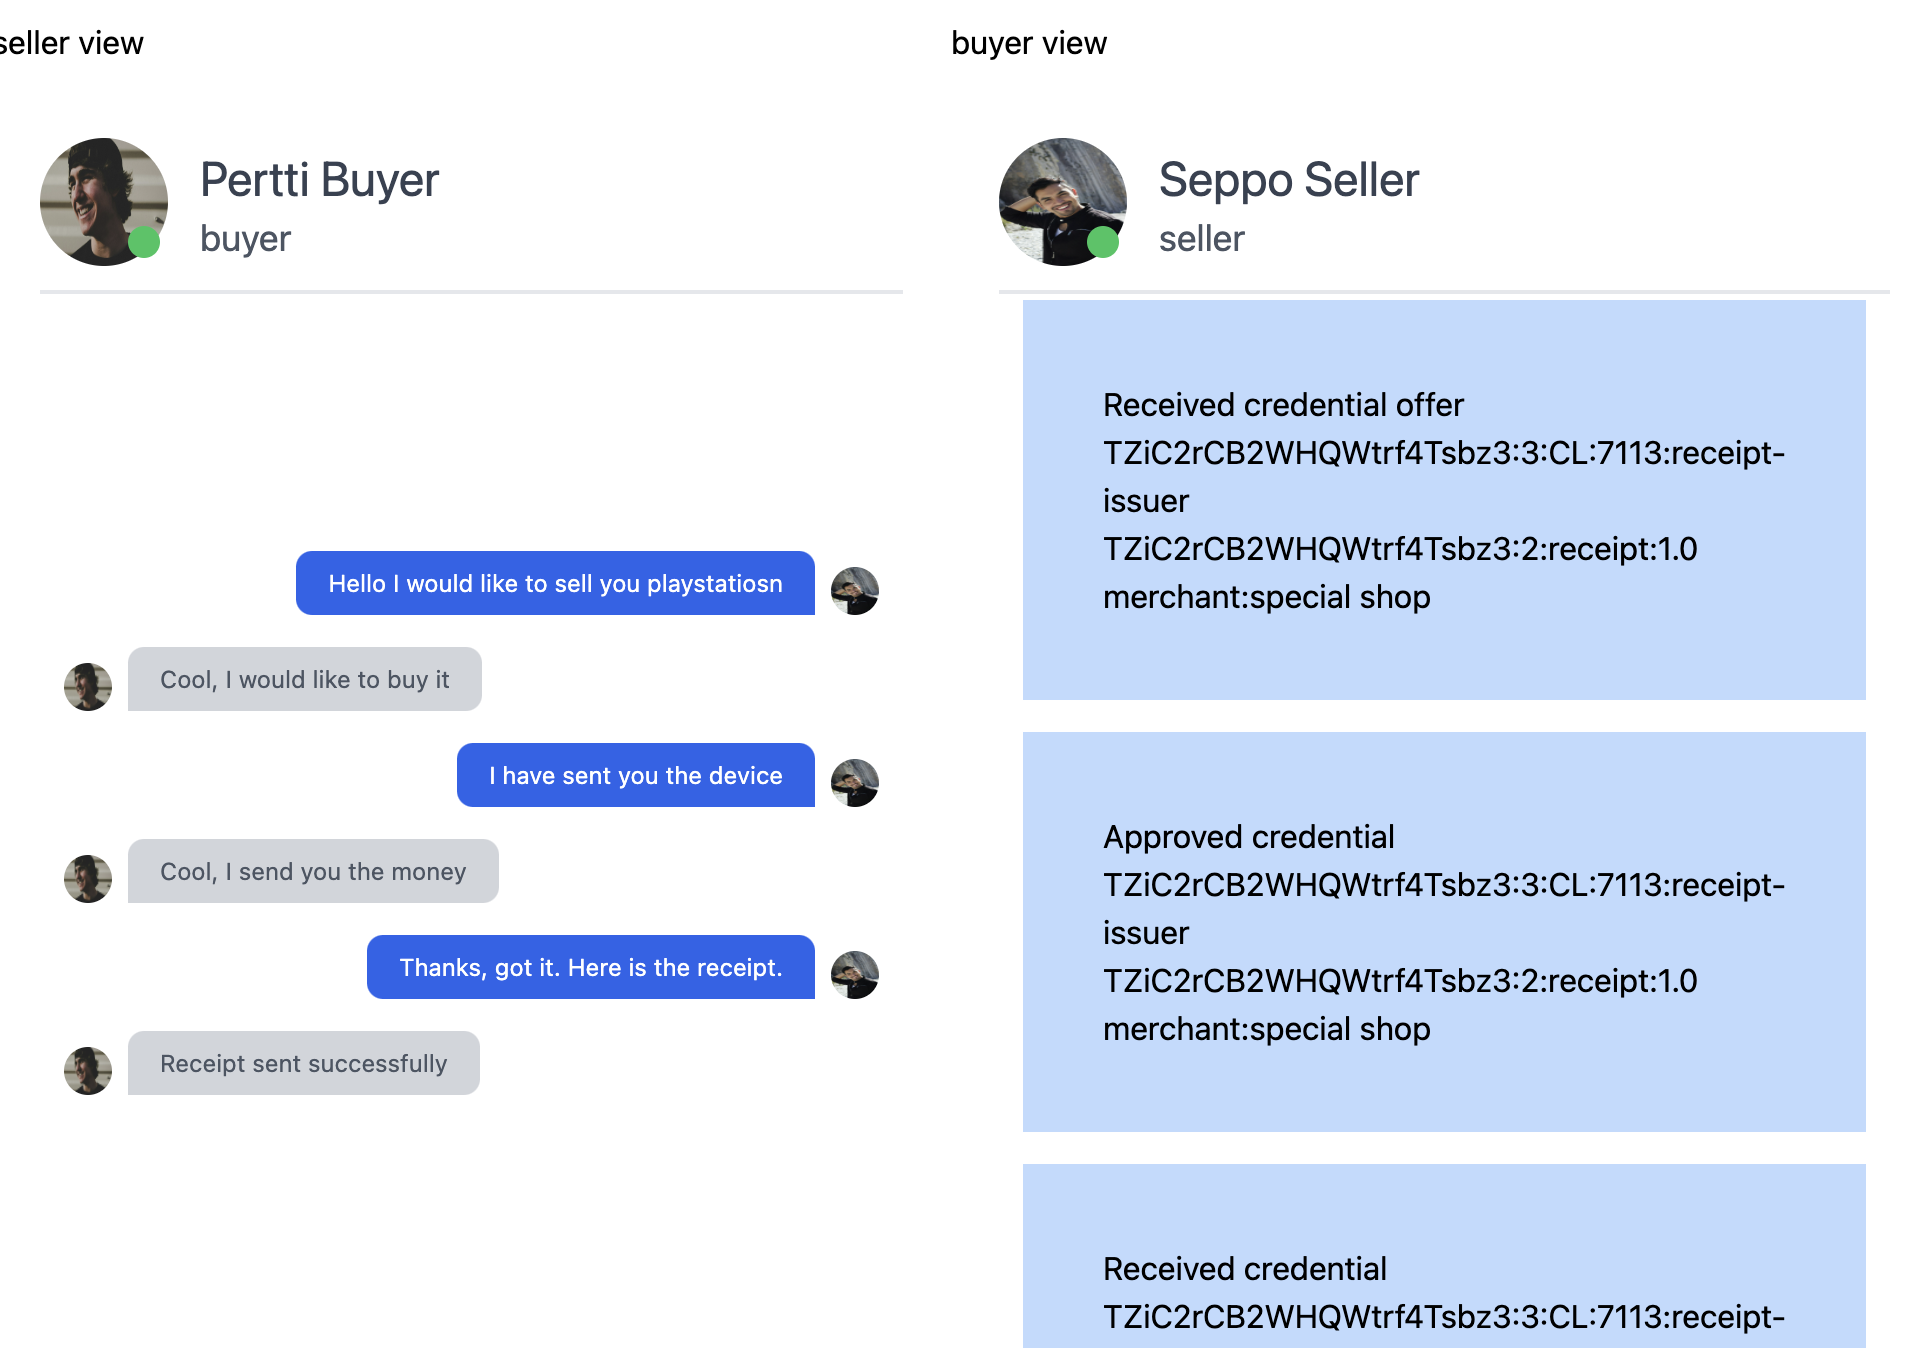 seller view
Pertti Buyer
buyer
Hello I would like to sell you playstatiosn
Cool, I would like to buy it
I have sent you the device
Cool, I send you the money
Thanks, got it. Here is the receipt.
Receipt sent successfully
buyer view
Seppo Seller
seller
Received credential offer
TZiC2rCB2WHQWtrf4Tsbz3:3:CL:7113:receipt-
issuer
TZiC2rCB2WHQWtrf4Tsbz3:2:receipt:1.0
merchant:special shop
Approved credential
TZiC2rCB2WHQWtrf4Tsbz3:3:CL:7113:receipt-
issuer
TZiC2rCB2WHQWtrf4Tsbz3:2:receipt:1.0
merchant:special shop
Received credential
TZiC2rCB2WHQWtrf4Tsbz3:3:CL:7113:receipt-